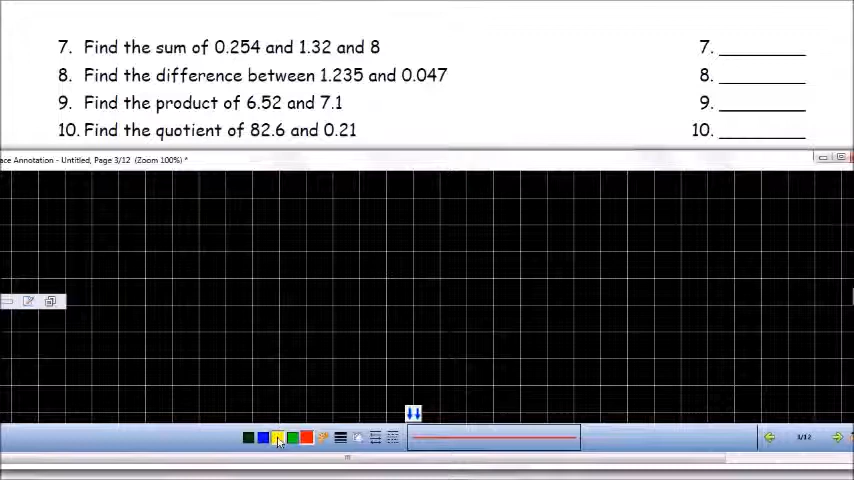 7. Find the sum of 0.254 and 1.32 and 8 7. ________
8. Find the difference between 1.235 and 0.047 8. ________
9. Find the product of 6.52 and 7.1 9. ________
10. Find the quotient of 82.6 and 0.21 10. ________
ace Annotation - Untitled, Page 3/12 (Zoom 100%) *
3/12